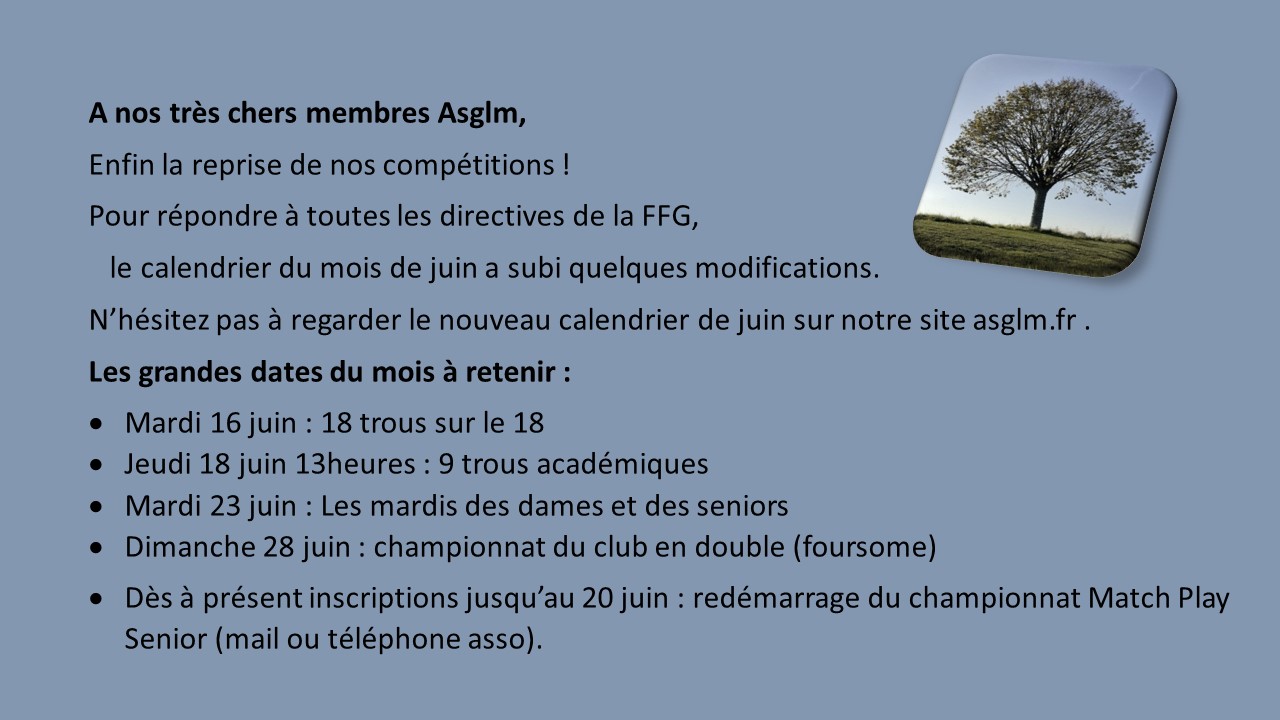 A nos très chers membres Asglm,
Enfin la reprise de nos compétitions !
Pour répondre à toutes les directives de la FFG,
le calendrier du mois de juin a subi quelques modifications.
N’hésitez pas à regarder le nouveau calendrier de juin sur notre site asglm.fr .
Les grandes dates du mois à retenir :
• Mardi 16 juin : 18 trous sur le 18
• Jeudi 18 juin 13heures : 9 trous académiques
• Mardi 23 juin : Les mardis des dames et des seniors
• Dimanche 28 juin : championnat du club en double (foursome)
• Dès à présent inscriptions jusqu’au 20 juin : redémarrage du championnat Match Play
Senior (mail ou téléphone asso).